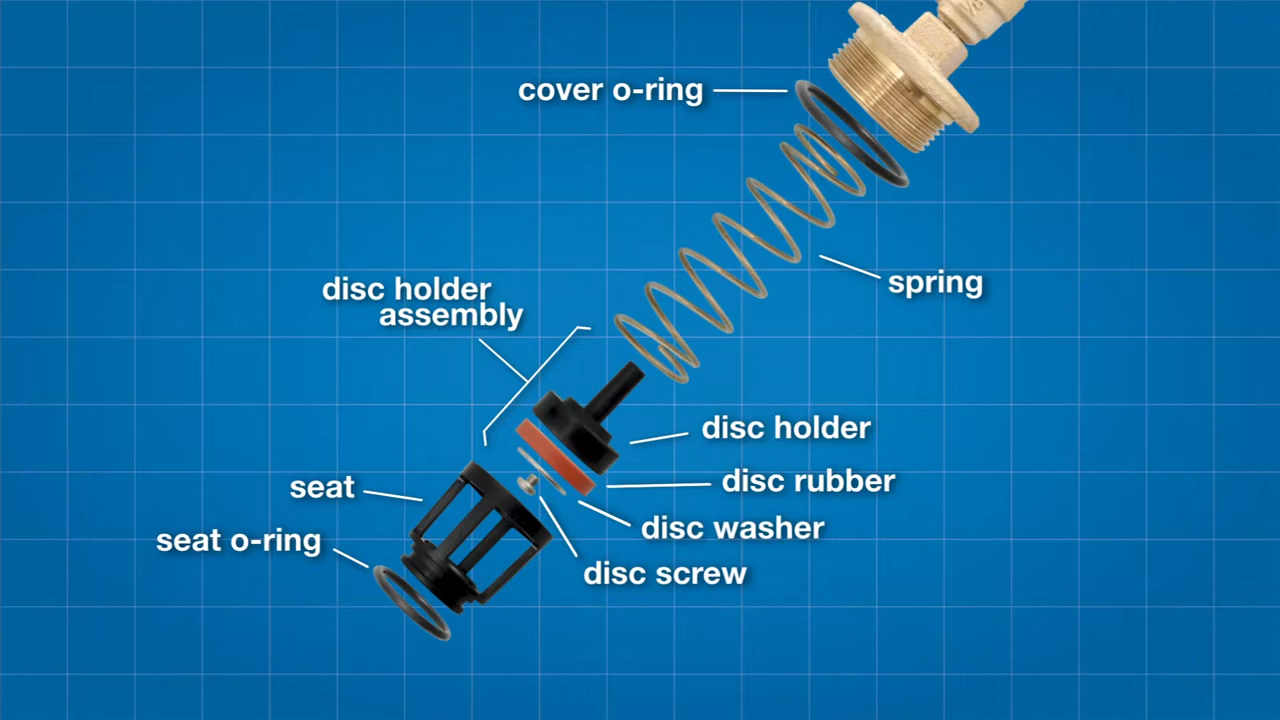 cover o-ring
spring
disc holder
assembly
disc holder
disc rubber
seat
disc washer
seat o-ring
disc screw